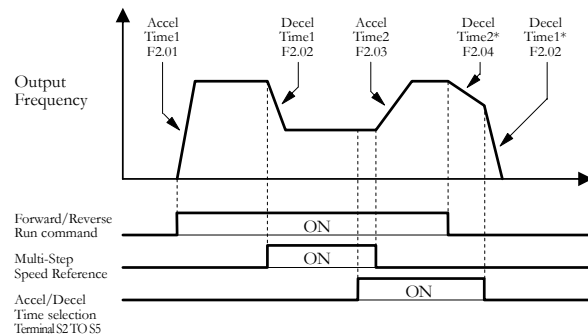 Accel
Time1
F2.01
Decel
Time1
F2.02
Accel
Time2
F2.03
Decel
Time2*
F2.04
Decel
Time1*
F2.02
Output
Frequency
Forward/Reverse
Run command
ON
Multi-Step
Speed Reference
ON
Accel/Decel
Time selection
Terminal S2 TO S5
ON